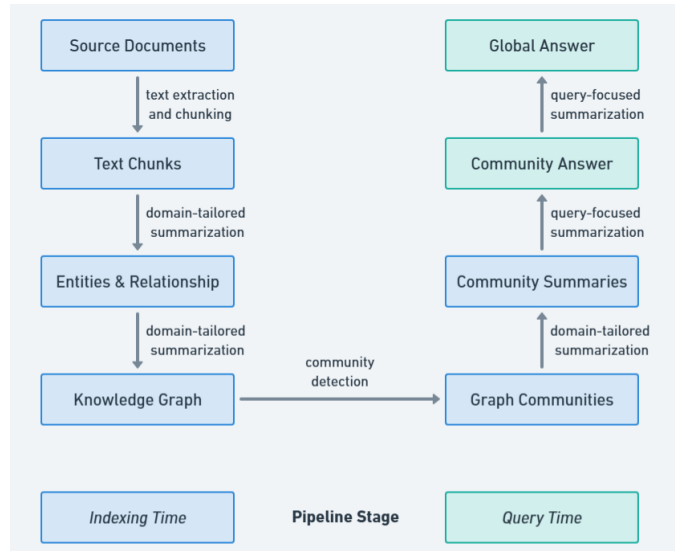 Source Documents
text extraction
and chunking
Text Chunks
domain-tailored
summarization
Entities & Relationship
domain-tailored
summarization
Knowledge Graph
community
detection
Graph Communities
domain-tailored
summarization
Community Summaries
query-focused
summarization
Community Answer
query-focused
summarization
Global Answer
Indexing Time
Pipeline Stage
Query Time